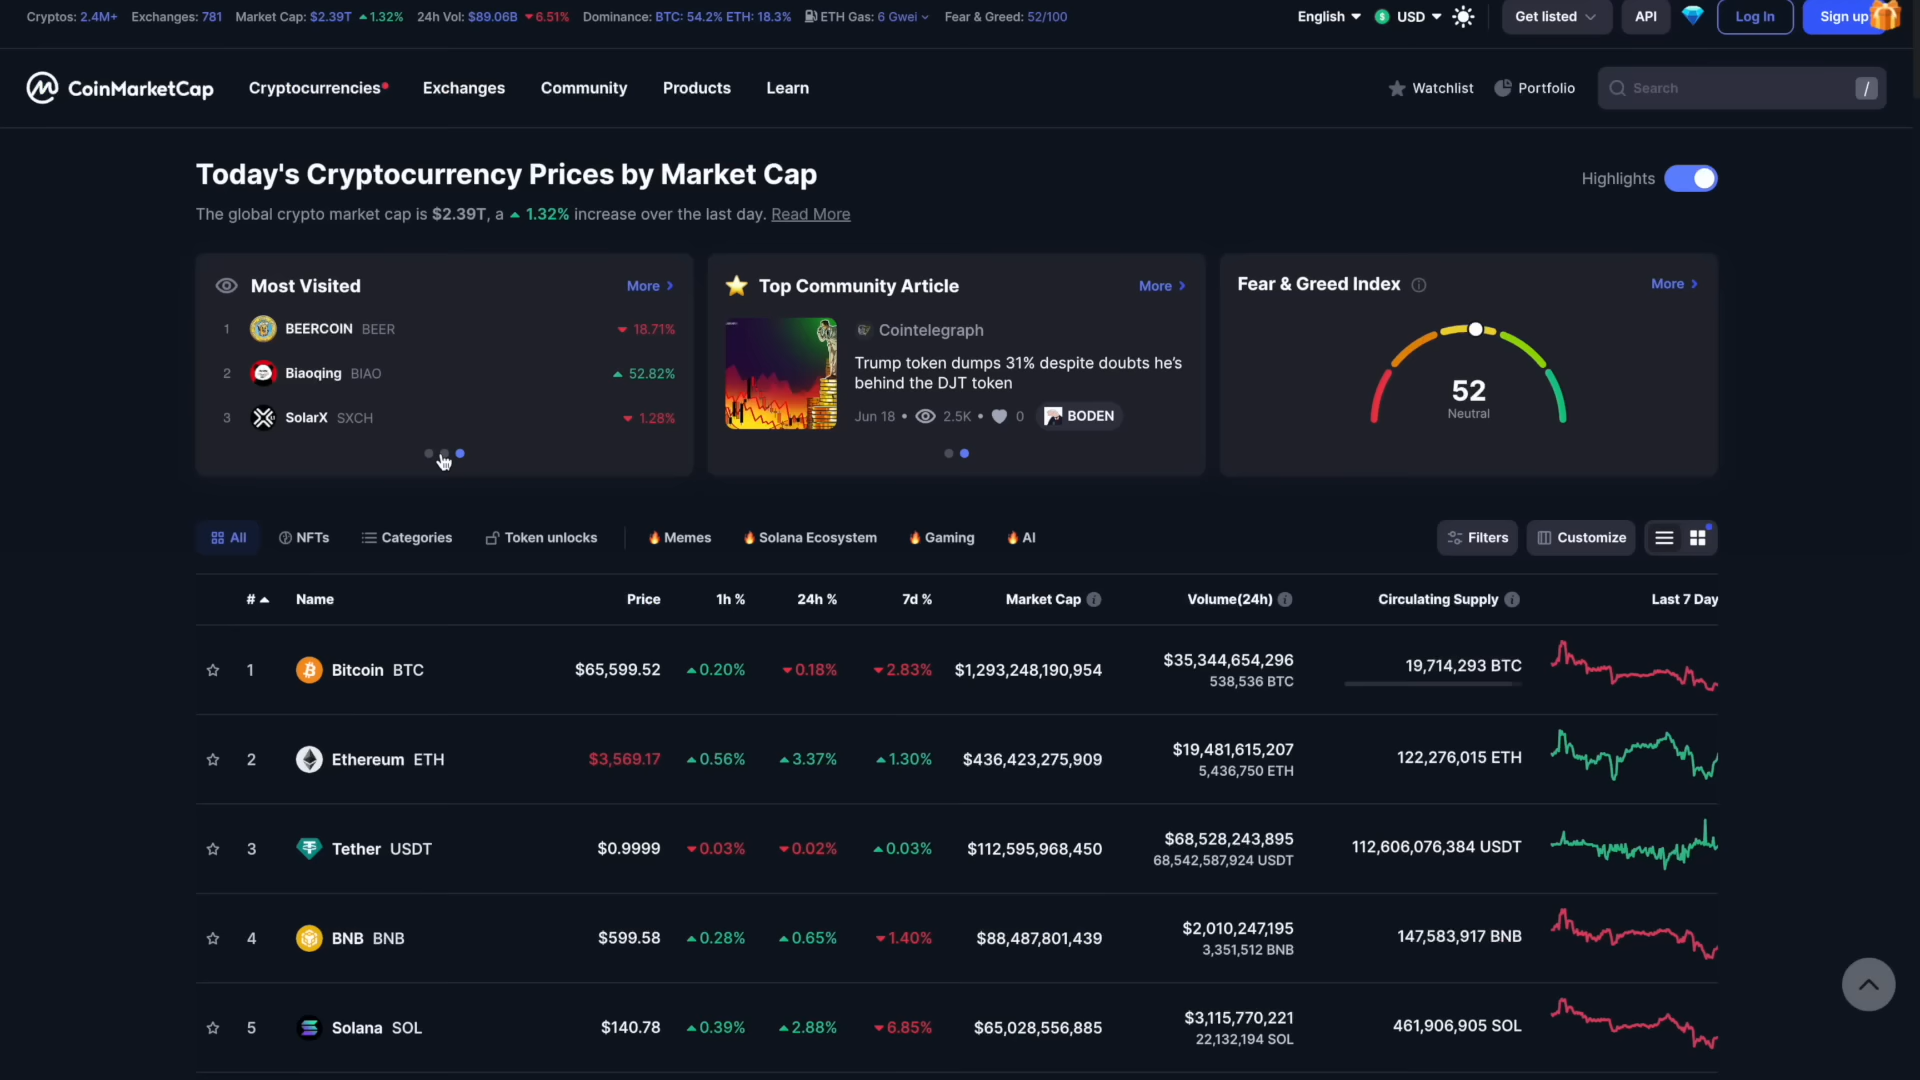 Cryptos: 2.4M+ Exchanges: 781 Market Cap: $2.39T 1.32% 24h Vol: $89.06B 6.51% Dominance: BTC: 54.2% ETH: 18.3% ETH Gas: 6 Gwei Fear & Greed: 52/100 English USD Get listed API Log In Sign up
CoinMarketCap Cryptocurrencies Exchanges Community Products Learn Watchlist Portfolio Search /
Today's Cryptocurrency Prices by Market Cap
Highlights
The global crypto market cap is $2.39T, a 1.32% increase over the last day. Read More
Most Visited More
1 BEERCOIN BEER 18.71%
2 Biaoqing BIAO 52.82%
3 SolarX SXCH 1.28%
Top Community Article More
Cointelegraph
Trump token dumps 31% despite doubts he's
behind the DJT token
Jun 18 • 2.5K • 0 BODEN
Fear & Greed Index More
52
Neutral
All NFTs Categories Token unlocks Memes Solana Ecosystem Gaming AI Filters Customize
# Name Price 1h % 24h % 7d % Market Cap Volume(24h) Circulating Supply Last 7 Day
1 Bitcoin BTC $65,599.52 0.20% 0.18% 2.83% $1,293,248,190,954 $35,344,654,296 19,714,293 BTC
538,536 BTC
2 Ethereum ETH $3,569.17 0.56% 3.37% 1.30% $436,423,275,909 $19,481,615,207 122,276,015 ETH
5,436,750 ETH
3 Tether USDT $0.9999 0.03% 0.02% 0.03% $112,595,968,450 $68,528,243,895 112,606,076,384 USDT
68,542,587,924 USDT
4 BNB BNB $599.58 0.28% 0.65% 1.40% $88,487,801,439 $2,010,247,195 147,583,917 BNB
3,351,512 BNB
5 Solana SOL $140.78 0.39% 2.88% 6.85% $65,028,556,885 $3,115,770,221 461,906,905 SOL
22,132,194 SOL